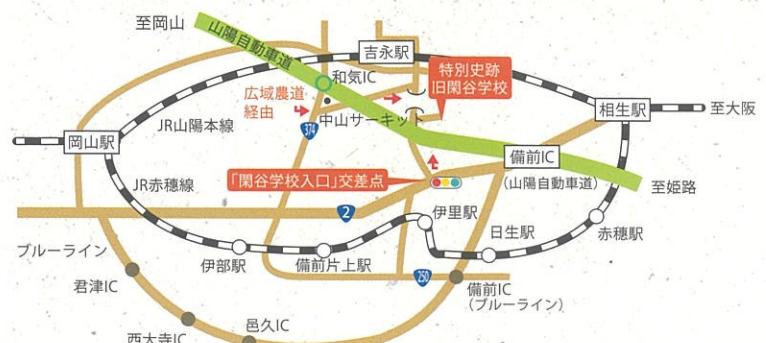 至岡山
山陽自動車道
吉永駅
和気IC
特別史跡
旧閑谷学校
広域農道
経由
中山サーキット
相生駅
至大阪
374
JR山陽本線
岡山駅
備前IC
(山陽自動車道)
JR赤穂線
「閑谷学校入口」交差点
至姫路
2
伊里駅
日生駅
赤穂駅
ブルーライン
伊部駅
備前片上駅
君津IC
250
備前IC
(ブルーライン)
邑久IC
西大寺IC